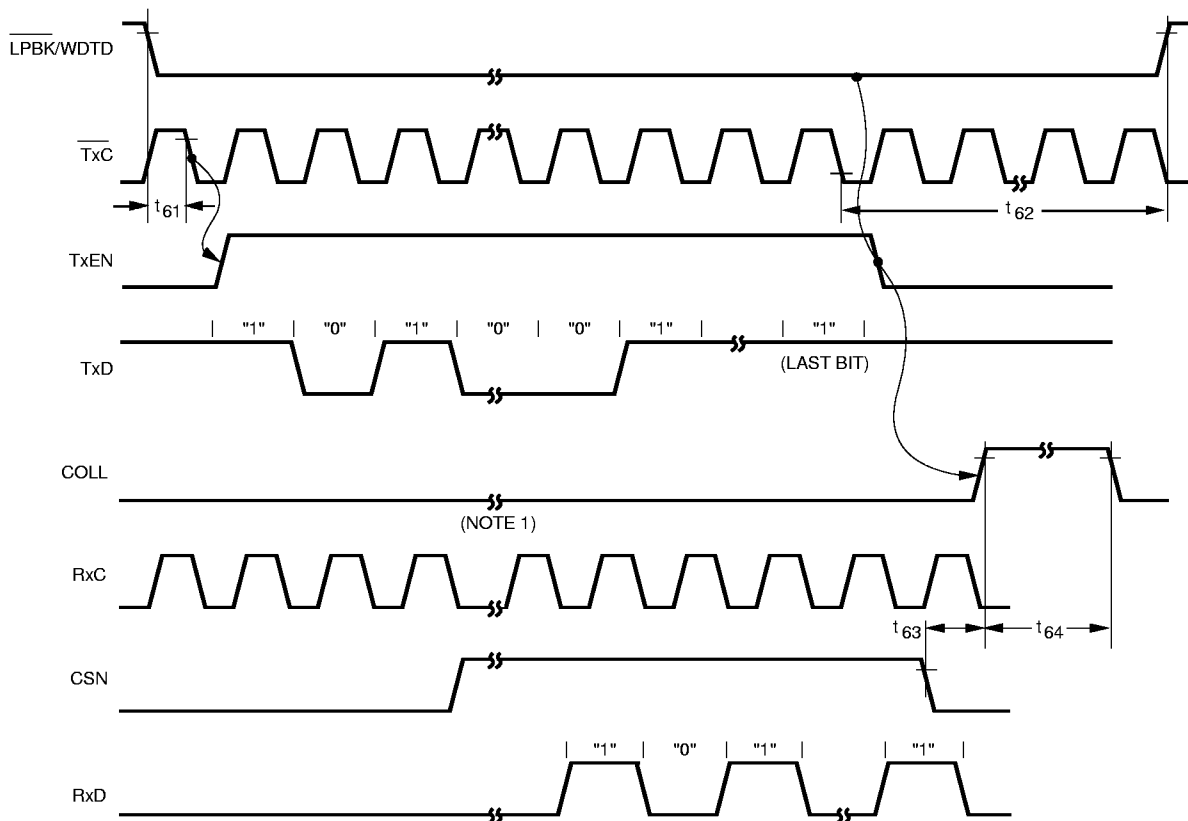 LPBK/WDTD
TxC
t61
t62
TxEN
"1" "0" "1" "0" "0" "1" "1"
TxD
(LAST BIT)
COLL
(NOTE 1)
RxC
t63
t64
CSN
"1" "0" "1" "1"
RxD